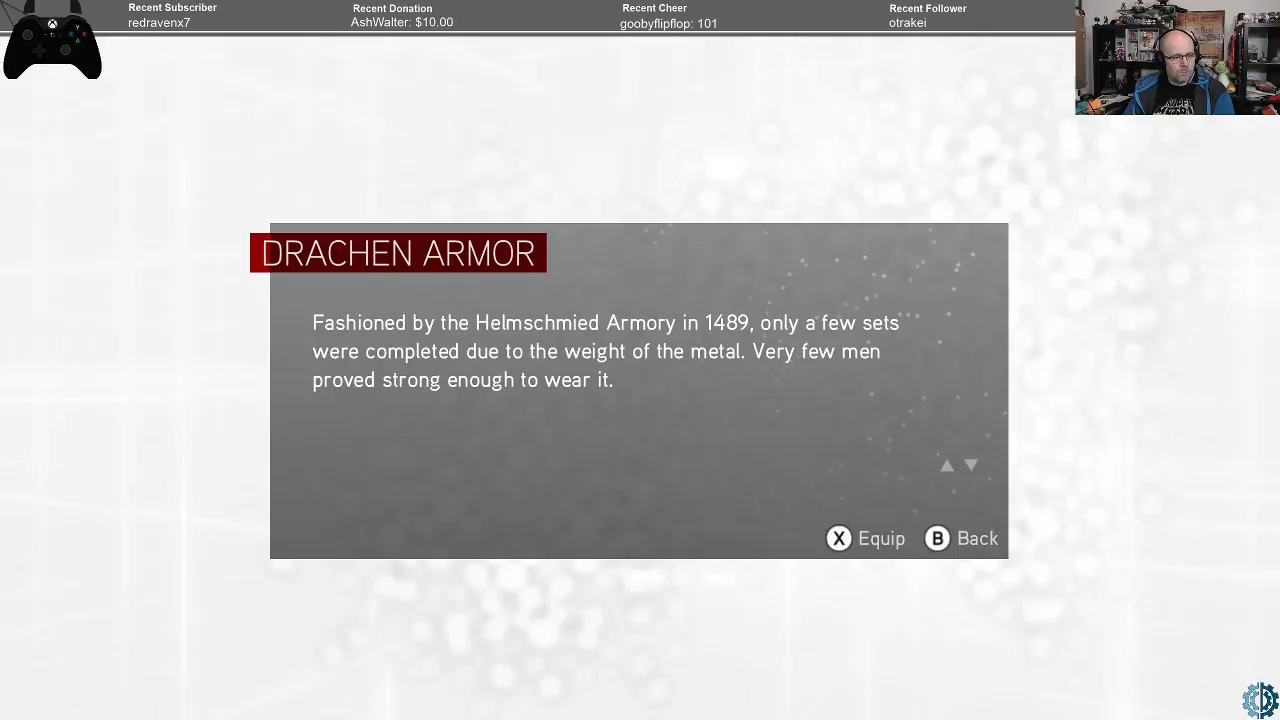 Recent Subscriber
redravenx7
Recent Donation
AshWalter: $10.00
Recent Cheer
goobyflipflop: 101
Recent Follower
otrakei
DRACHEN ARMOR
Fashioned by the Helmschmied Armory in 1489, only a few sets
were completed due to the weight of the metal. Very few men
proved strong enough to wear it.
X Equip B Back